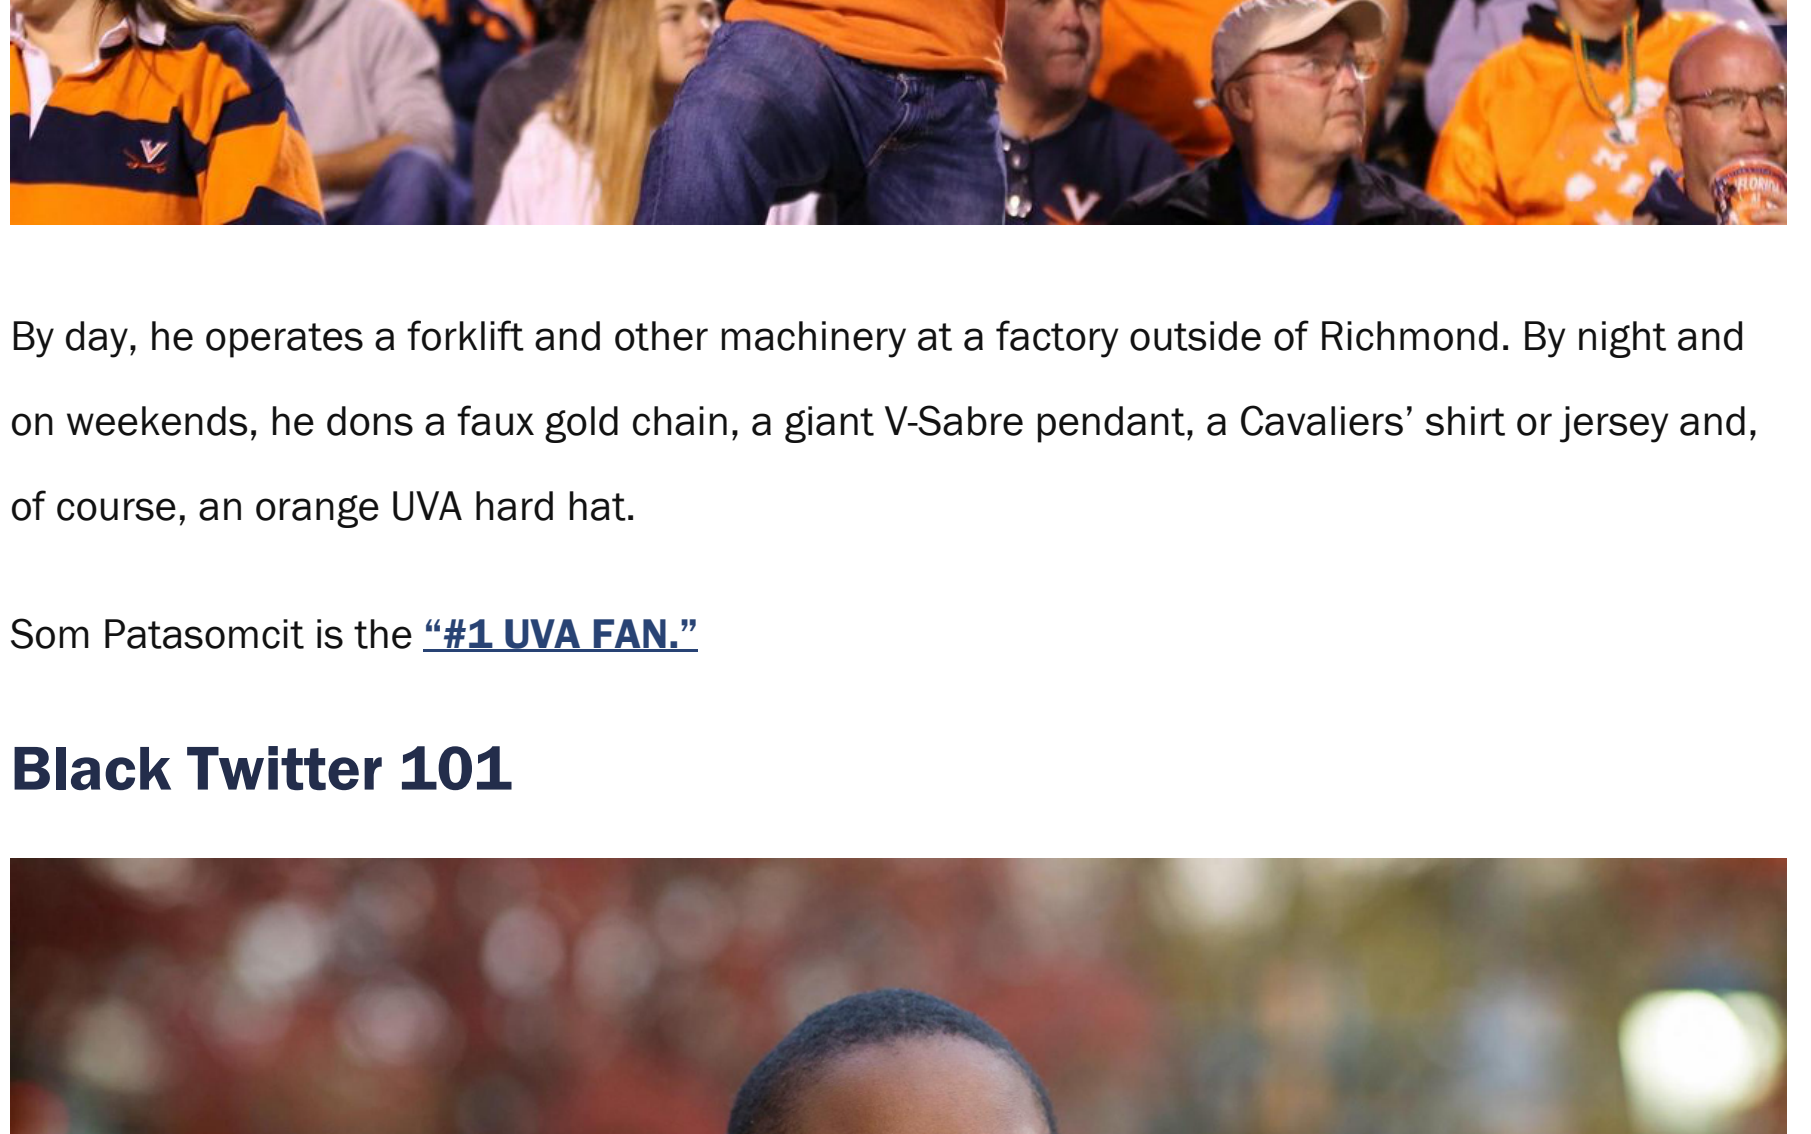 FLORIDA
By day, he operates a forklift and other machinery at a factory outside of Richmond. By night and
on weekends, he dons a faux gold chain, a giant V-Sabre pendant, a Cavaliers’ shirt or jersey and,
of course, an orange UVA hard hat.
Som Patasomcit is the “#1 UVA FAN.”
Black Twitter 101